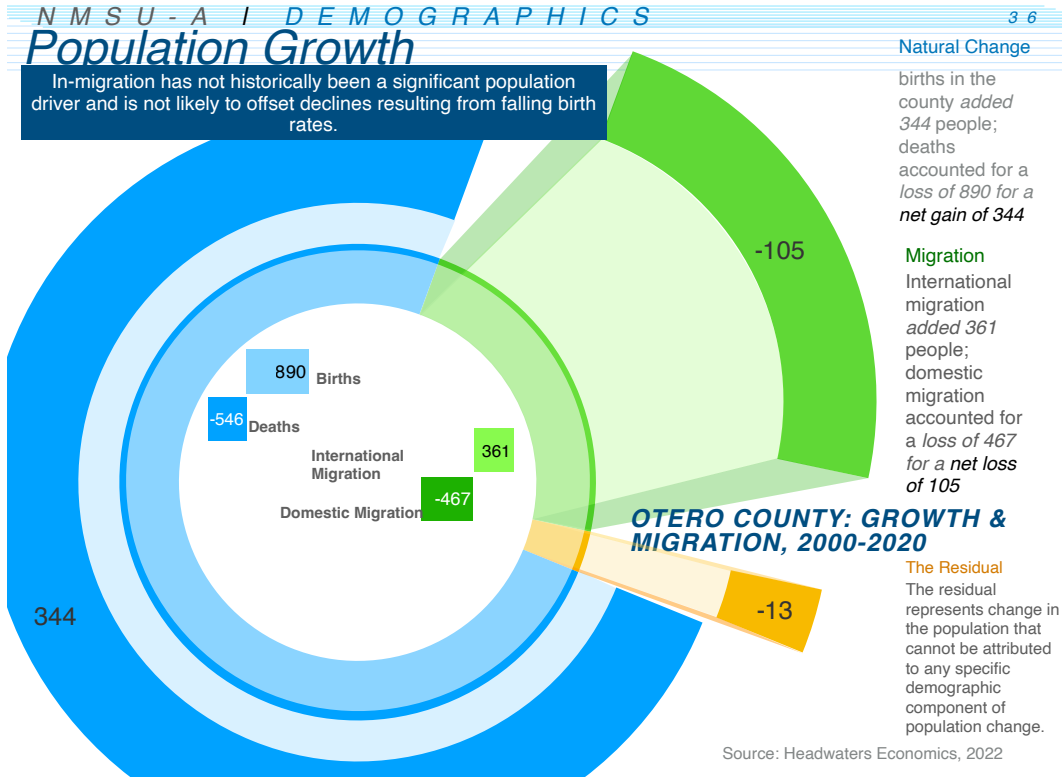 NMSU-A / DEMOGRAPHICS
36
Population Growth
In-migration has not historically been a significant population
driver and is not likely to offset declines resulting from falling birth
rates.
Natural Change
births in the
county added
344 people;
deaths
accounted for a
loss of 890 for a
net gain of 344
-105
Migration
International
migration
added 361
people;
domestic
migration
accounted for
a loss of 467
for a net loss
of 105
890
Births
-546
Deaths
International
Migration
361
Domestic Migration
-467
OTERO COUNTY: GROWTH &
MIGRATION, 2000-2020
344
-13
The Residual
The residual
represents change in
the population that
cannot be attributed
to any specific
demographic
component of
population change.
Source: Headwaters Economics, 2022